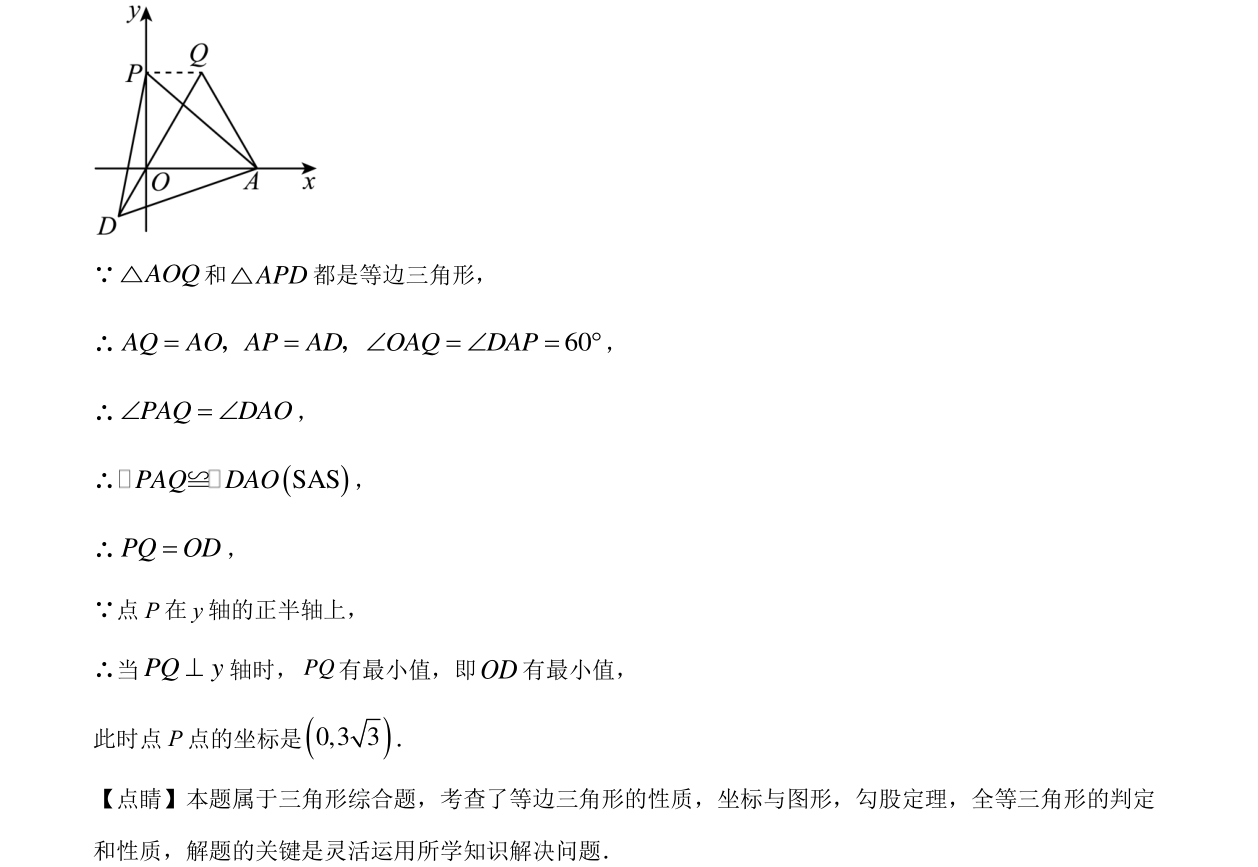 y
Q
P
O
A
x
D
∵△AOQ和△APD都是等边三角形,
∴AQ=AO, AP=AD, ∠OAQ=∠DAP=60°,
∴∠PAQ=∠DAO,
∴□PAQ≌□DAO(SAS),
∴PQ=OD,
∵点P在y轴的正半轴上,
∴当PQ⊥y轴时, PQ有最小值, 即OD有最小值,
此时点P点的坐标是(0,3√3).
【点睛】本题属于三角形综合题, 考查了等边三角形的性质, 坐标与图形, 勾股定理, 全等三角形的判定
和性质, 解题的关键是灵活运用所学知识解决问题.